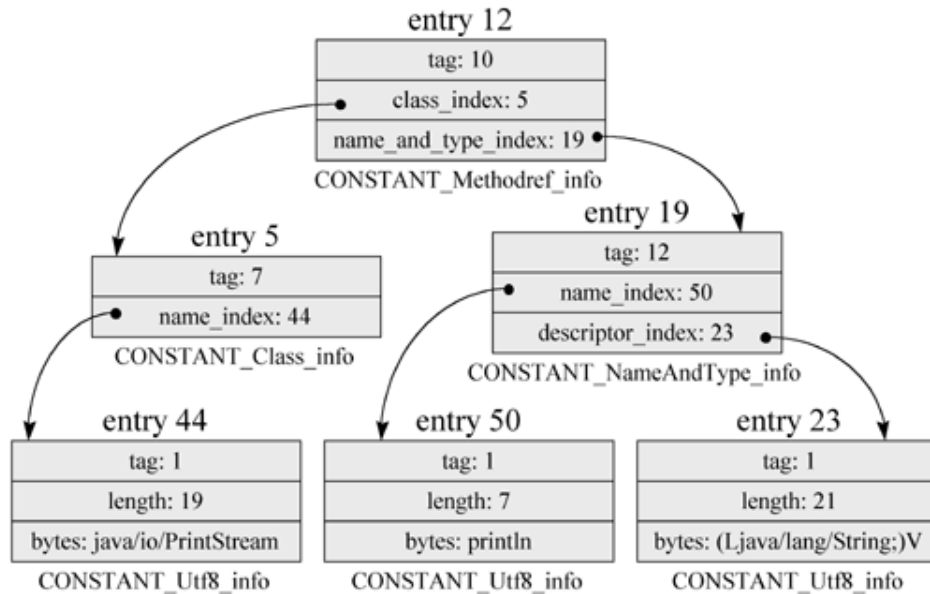 entry 12
tag: 10
class_index: 5
name_and_type_index: 19
CONSTANT_Methodref_info
entry 5
tag: 7
name_index: 44
CONSTANT_Class_info
entry 19
tag: 12
name_index: 50
descriptor_index: 23
CONSTANT_NameAndType_info
entry 44
tag: 1
length: 19
bytes: java/io/PrintStream
CONSTANT_Utf8_info
entry 50
tag: 1
length: 7
bytes: println
CONSTANT_Utf8_info
entry 23
tag: 1
length: 21
bytes: (Ljava/lang/String;)V
CONSTANT_Utf8_info